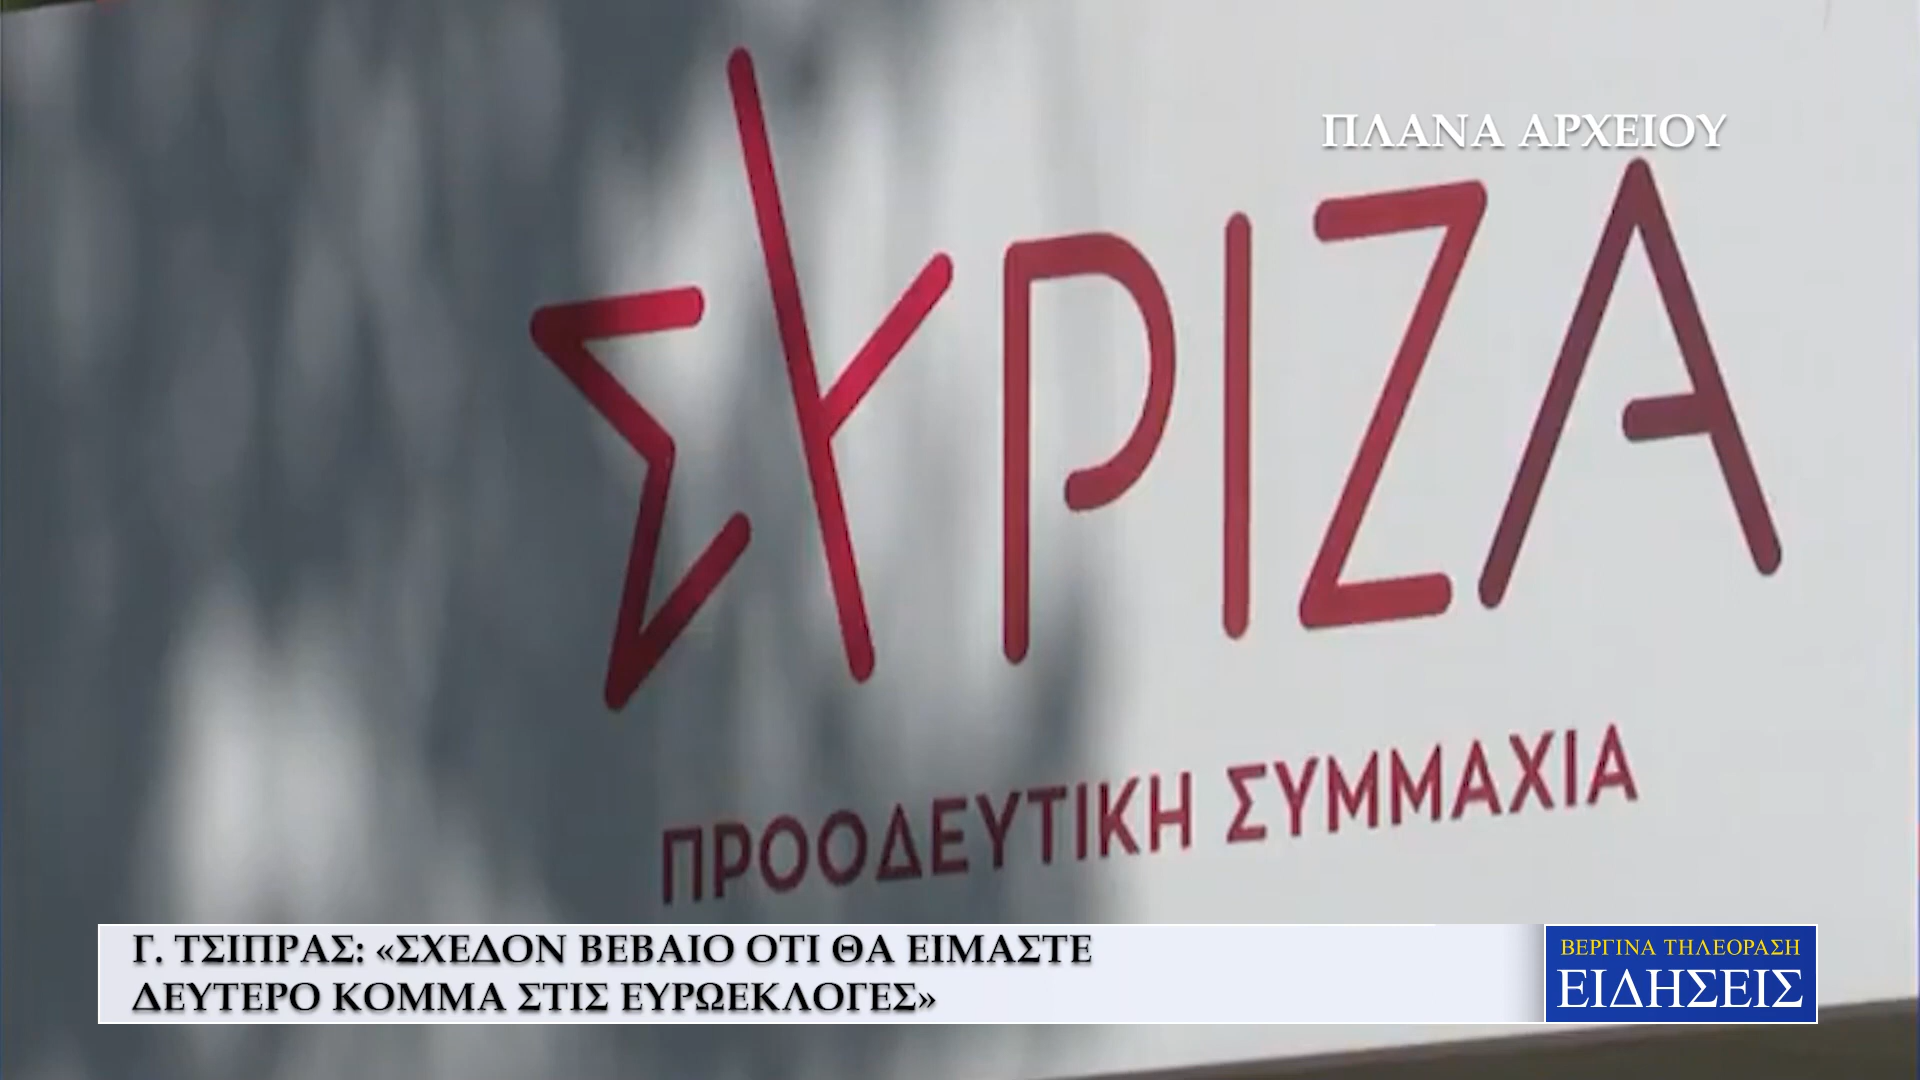 ΠΛΑΝΑ ΑΡΧΕΙΟΥ
ΣΥΡΙΖΑ
ΠΡΟΟΔΕΥΤΙΚΗ ΣΥΜΜΑΧΙΑ
Γ. ΤΣΙΠΡΑΣ: «ΣΧΕΔΟΝ ΒΕΒΑΙΟ ΟΤΙ ΘΑ ΕΙΜΑΣΤΕ
ΔΕΥΤΕΡΟ ΚΟΜΜΑ ΣΤΙΣ ΕΥΡΩΕΚΛΟΓΕΣ»
ΒΕΡΓΙΝΑ ΤΗΛΕΟΡΑΣΗ
ΕΙΔΗΣΕΙΣ